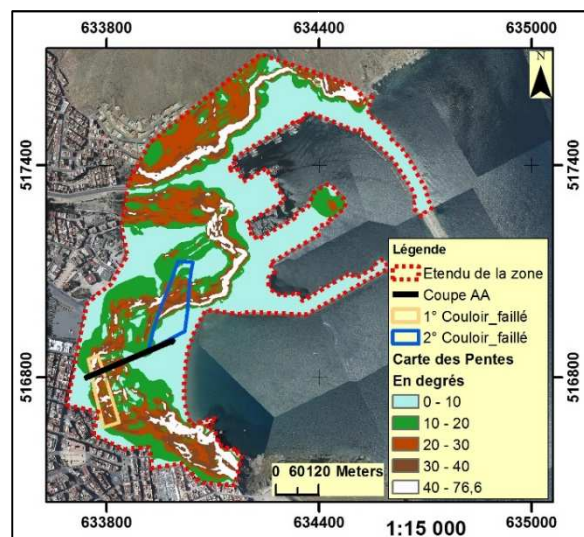 633800 634400 635000
N
517400 517400
Légende
Etendu de la zone
Coupe AA
1° Couloir_faillé
2° Couloir_faillé
Carte des Pentes
En degrés
0 - 10
10 - 20
20 - 30
30 - 40
40 - 76,6
516800 516800
0 60 120 Meters
633800 634400 635000
1:15 000